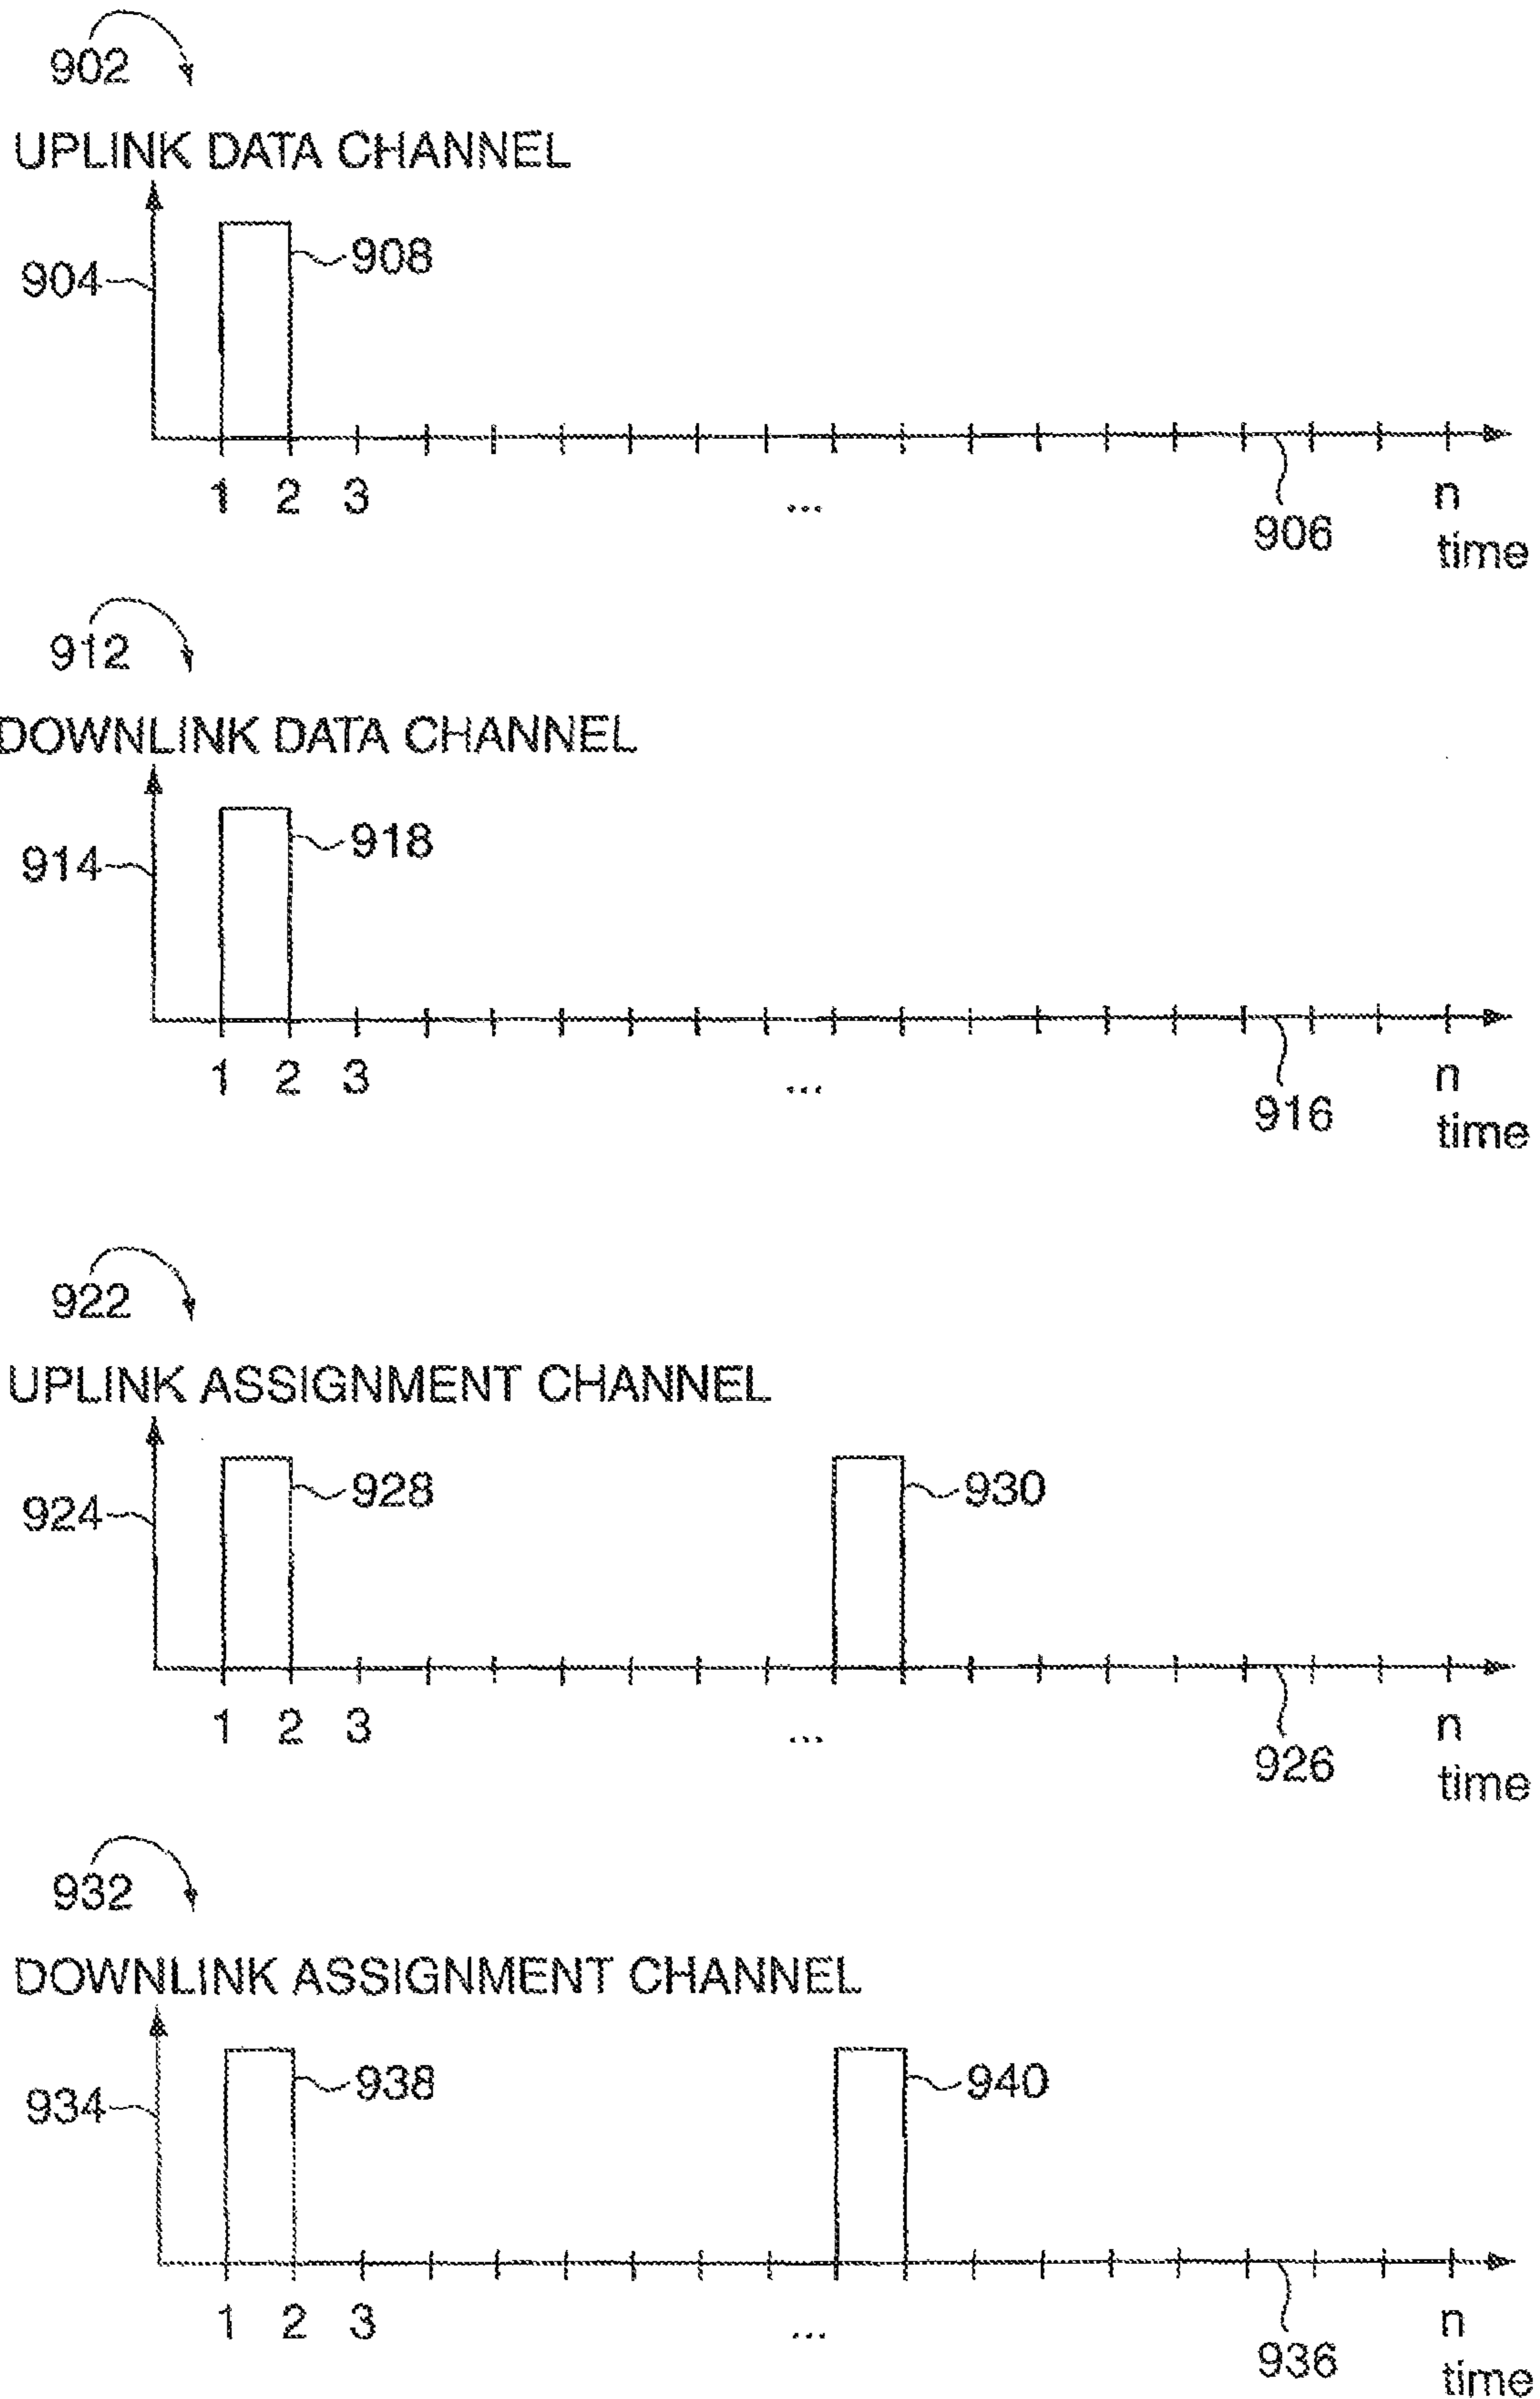 902
UPLINK DATA CHANNEL
904
908
1 2 3 ... n
906
time
912
DOWNLINK DATA CHANNEL
914
918
1 2 3 ... n
916
time
922
UPLINK ASSIGNMENT CHANNEL
924
928
930
1 2 3 ... n
926
time
932
DOWNLINK ASSIGNMENT CHANNEL
934
938
940
1 2 3 ... n
936
time